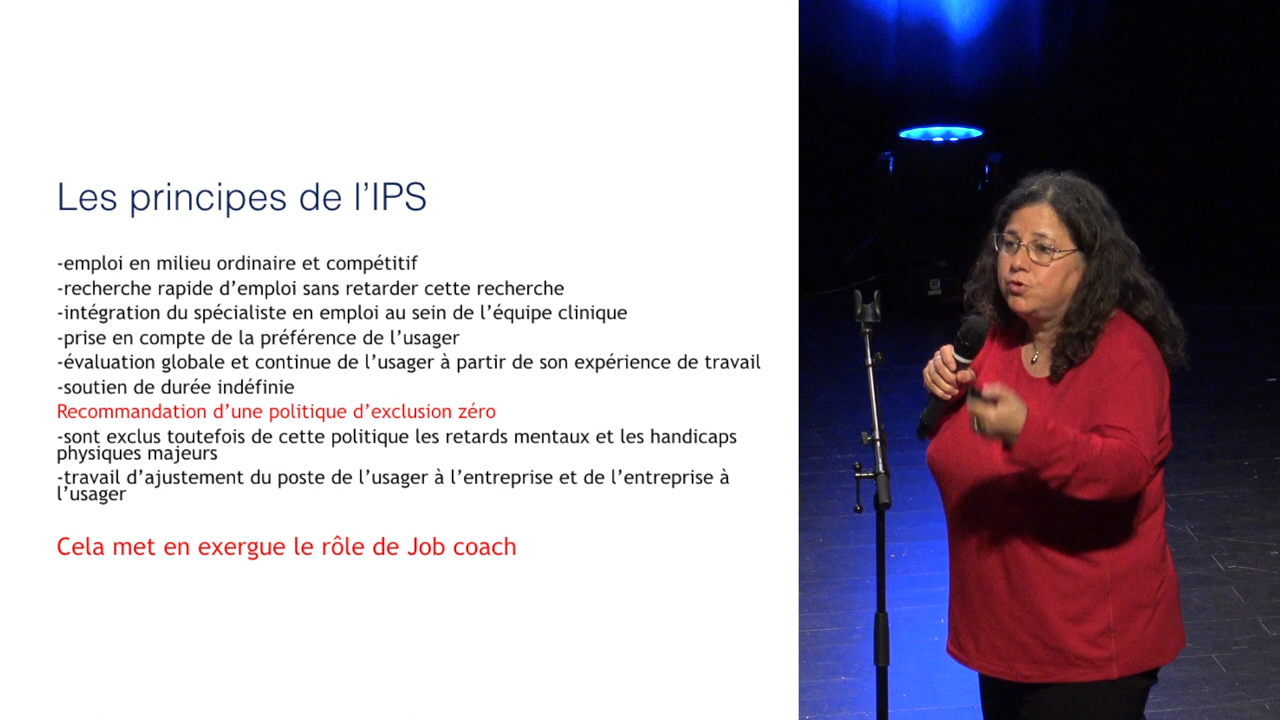 Les principes de l’IPS
-emploi en milieu ordinaire et compétitif
-recherche rapide d’emploi sans retarder cette recherche
-intégration du spécialiste en emploi au sein de l’équipe clinique
-prise en compte de la préférence de l’usager
-évaluation globale et continue de l’usager à partir de son expérience de travail
-soutien de durée indéfinie
Recommandation d’une politique d’exclusion zéro
-sont exclus toutefois de cette politique les retards mentaux et les handicaps
physiques majeurs
-travail d’ajustement du poste de l’usager à l’entreprise et de l’entreprise à
l’usager
Cela met en exergue le rôle de Job coach